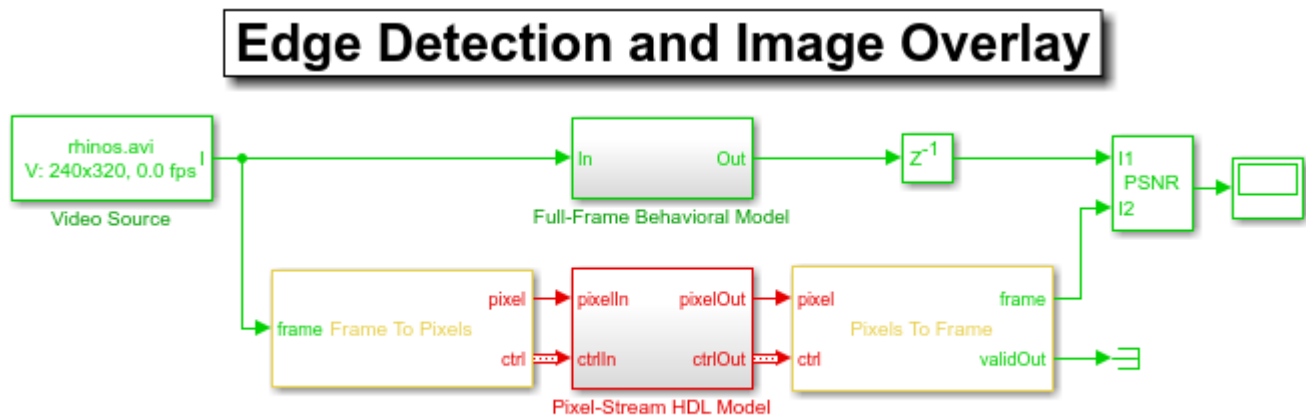 Edge Detection and Image Overlay
rhinos.avi
V: 240x320, 0.0 fps
I
Video Source
In
Out
Full-Frame Behavioral Model
Z-1
I1
PSNR
I2
frame
Frame To Pixels
pixel
ctrl
pixelIn
ctrlIn
pixelOut
ctrlOut
Pixel-Stream HDL Model
pixel
ctrl
Pixels To Frame
frame
validOut